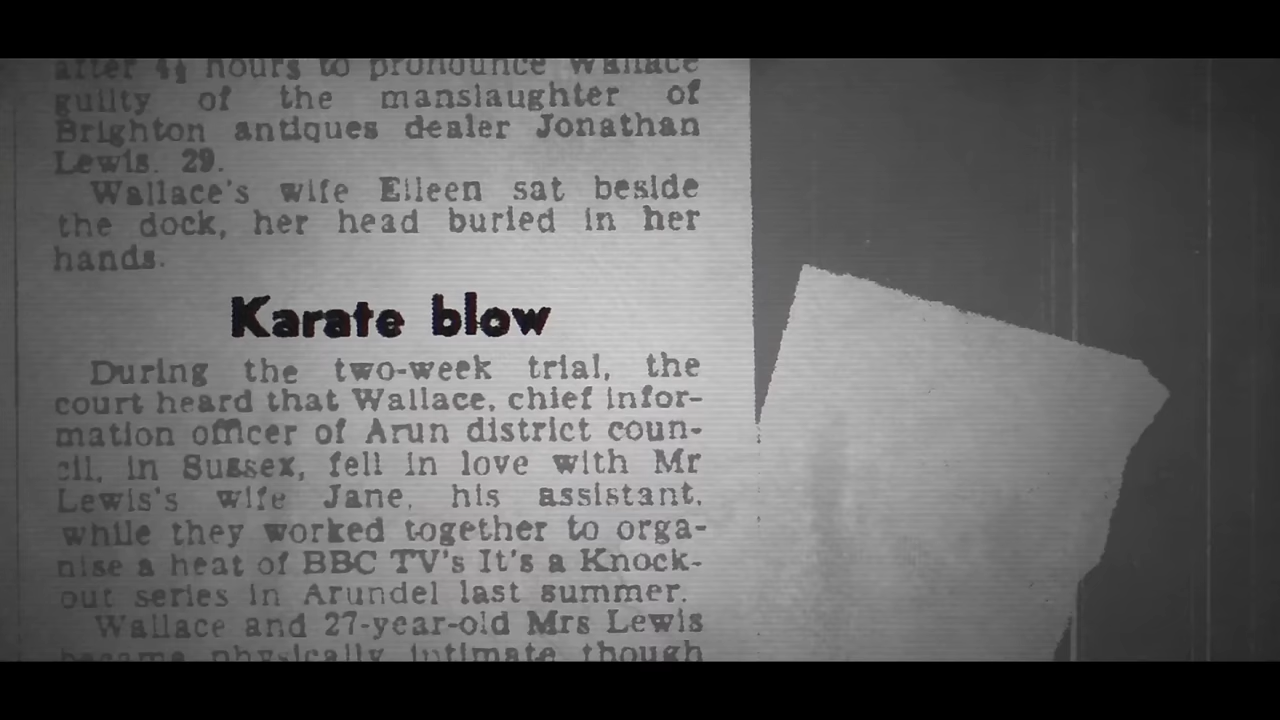 after 4½ hours to pronounce Wallace
guilty of the manslaughter of
Brighton antiques dealer Jonathan
Lewis. 29.
Wallace's wife Eileen sat beside
the dock, her head buried in her
hands.
Karate blow
During the two-week trial, the
court heard that Wallace, chief infor-
mation officer of Arun district coun-
cil, in Sussex, fell in love with Mr
Lewis's wife Jane, his assistant,
while they worked together to orga-
nise a heat of BBC TV's It's a Knock-
out series in Arundel last summer.
Wallace and 27-year-old Mrs Lewis
became physically intimate though